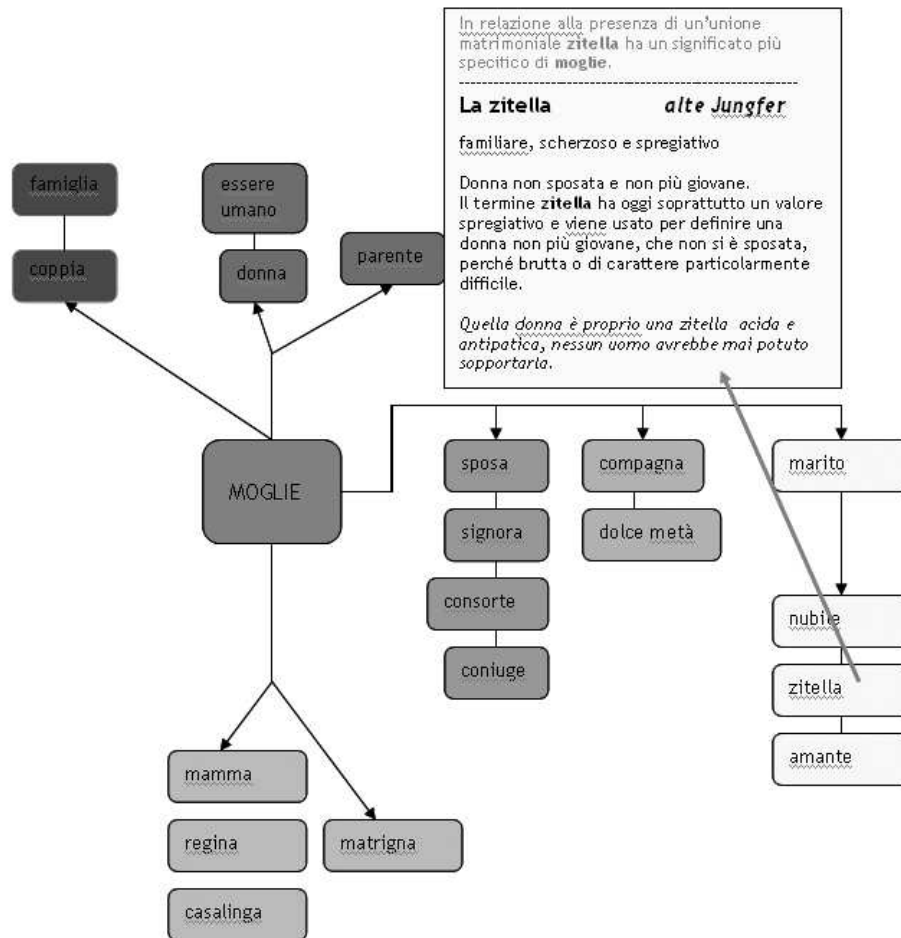 In relazione alla presenza di un'unione
matrimoniale zitella ha un significato più
specifico di moglie.
La zitella alte Jungfer
familiare, scherzoso e spregiativo
Donna non sposata e non più giovane.
Il termine zitella ha oggi soprattutto un valore
spregiativo e viene usato per definire una
donna non più giovane, che non si è sposata,
perché brutta o di carattere particolarmente
difficile.
Quella donna è proprio una zitella acida e
antipatica, nessun uomo avrebbe mai potuto
sopportarla.
famiglia
essere
umano
coppia
donna
parente
MOGLIE
sposa
compagna
marito
signora
dolce metà
consorte
nubile
coniuge
zitella
amante
mamma
regina
matrigna
casalinga